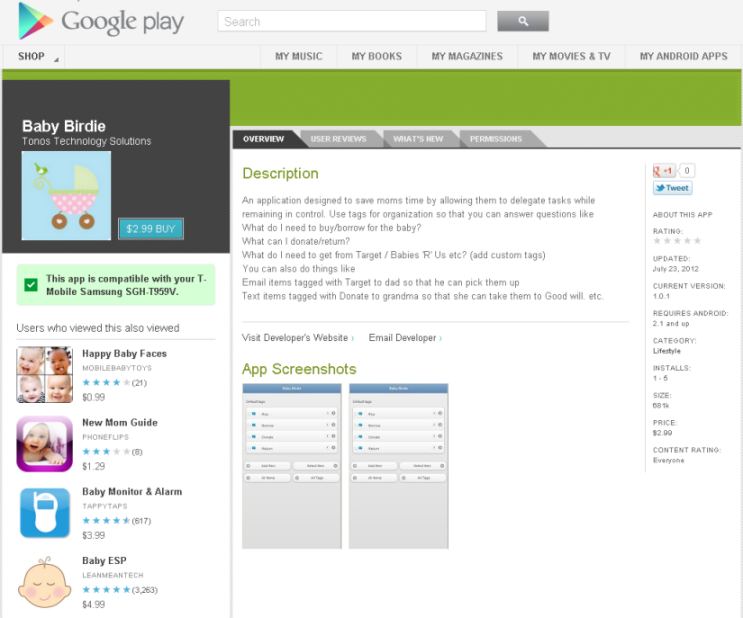 Google play
Search
SHOP
MY MUSIC
MY BOOKS
MY MAGAZINES
MY MOVIES & TV
MY ANDROID APPS
Baby Birdie
Tonos Technology Solutions
$2.99 BUY
This app is compatible with your T-
Mobile Samsung SGH-T959V.
Users who viewed this also viewed
Happy Baby Faces
MOBILEBABYTOYS
(21)
$0.99
New Mom Guide
PHONEFLIPS
(8)
$1.29
Baby Monitor & Alarm
TAPPYTAPS
(617)
$3.99
Baby ESP
LEANMEANTECH
(3,263)
$4.99
OVERVIEW
USER REVIEWS
WHAT'S NEW
PERMISSIONS
Description
An application designed to save moms time by allowing them to delegate tasks while
remaining in control. Use tags for organization so that you can answer questions like
What do I need to buy/borrow for the baby?
What can I donate/return?
What do I need to get from Target / Babies 'R' Us etc? (add custom tags)
You can also do things like
Email items tagged with Target to dad so that he can pick them up
Text items tagged with Donate to grandma so that she can take them to Good will. etc.
Visit Developer's Website ›
Email Developer ›
App Screenshots
Baby Birdie
Default tags
Buy
Borrow
Donate
Return
Add Item
All Items
All Tags
Baby Birdie
Default tags
Buy
Borrow
Donate
Return
Add Item
All Items
All Tags
+1
0
Tweet
ABOUT THIS APP
RATING:
UPDATED:
July 23, 2012
CURRENT VERSION:
1.0.1
REQUIRES ANDROID:
2.1 and up
CATEGORY:
Lifestyle
INSTALLS:
1 - 5
SIZE:
681k
PRICE:
$2.99
CONTENT RATING:
Everyone